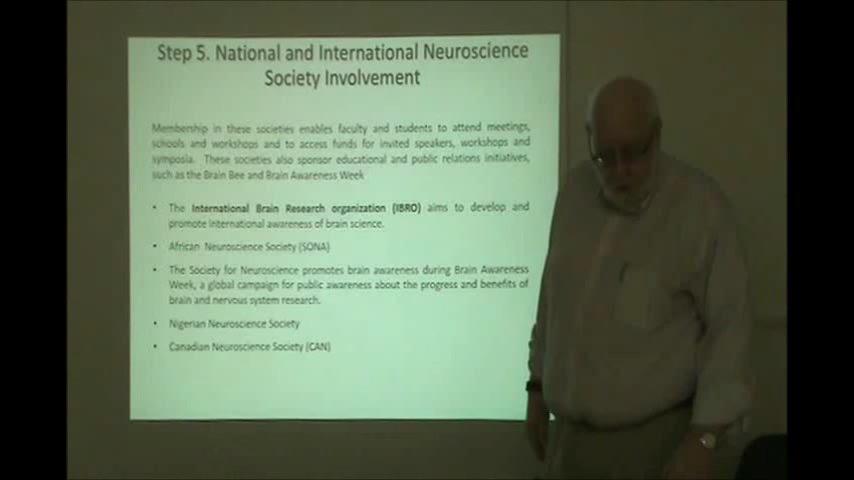 Step 5. National and International Neuroscience
Society Involvement
Membership in these societies enables faculty and students to attend meetings,
schools and workshops and to access funds for invited speakers, workshops and
symposia. These societies also sponsor educational and public relations initiatives,
such as the Brain Bee and Brain Awareness Week
• The International Brain Research organization (IBRO) aims to develop and
promote international awareness of brain science.
• African Neuroscience Society (SONA)
• The Society for Neuroscience promotes brain awareness during Brain Awareness
Week, a global campaign for public awareness about the progress and benefits of
brain and nervous system research.
• Nigerian Neuroscience Society
• Canadian Neuroscience Society (CAN)